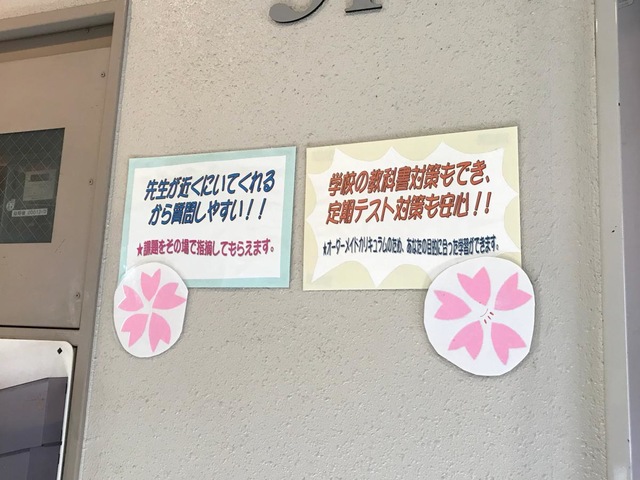 先生が近くにいてくれる
から質問しやすい！！
★課題をその場で指摘してもらえます。
学校の教科書対策もでき、
定期テスト対策も安心！！
★オーダーメイドカリキュラムのため、あなたの目的に合った学習ができます。